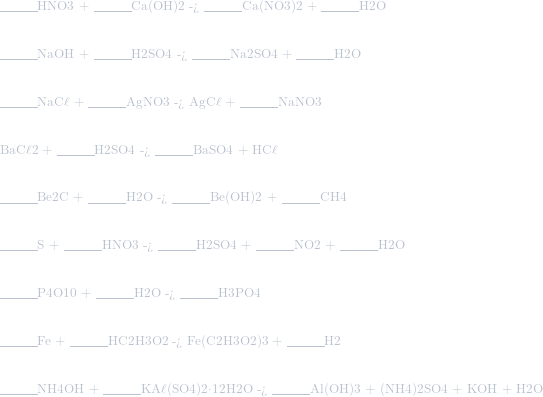 _____HNO3 + _____Ca(OH)2 -¿ _____Ca(NO3)2 + _____H2O
_____NaOH + _____H2SO4 -¿ _____Na2SO4 + _____H2O
_____NaCℓ + _____AgNO3 -¿ AgCℓ + _____NaNO3
BaCℓ2 + _____H2SO4 -¿ _____BaSO4 + HCℓ
_____Be2C + _____H2O -¿ _____Be(OH)2 + _____CH4
_____S + _____HNO3 -¿ _____H2SO4 + _____NO2 + _____H2O
_____P4O10 + _____H2O -¿ _____H3PO4
_____Fe + _____HC2H3O2 -¿ Fe(C2H3O2)3 + _____H2
_____NH4OH + _____KAℓ(SO4)2·12H2O -¿ _____Al(OH)3 + (NH4)2SO4 + KOH + H2O